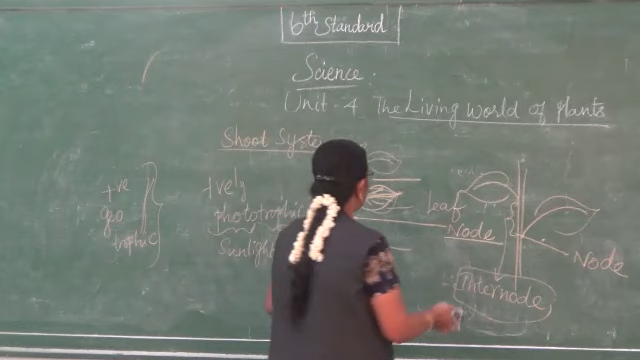 6th Standard
Science
Unit - 4 The Living World of Plants
Shoot Syste
+ve
geo
trophic
+vely
phototrophic
Sunlight
Leaf
Node
Node
Internode